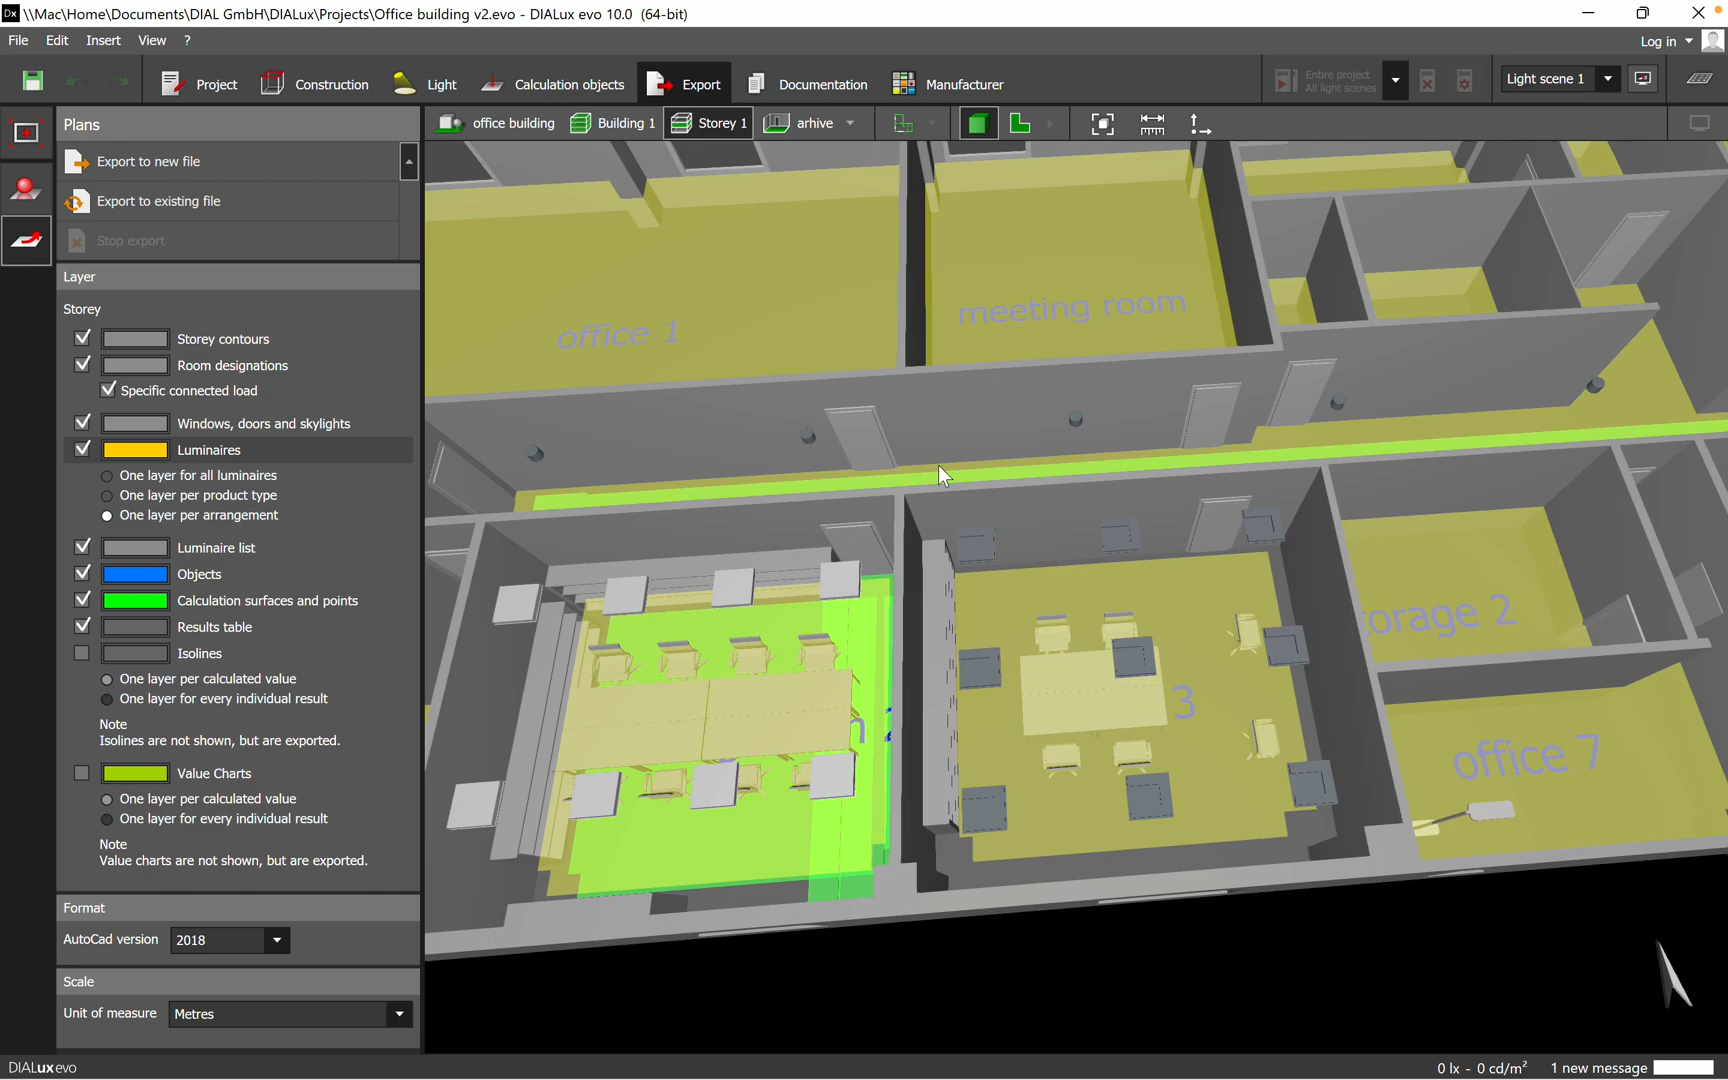 Dx \\Mac\Home\Documents\DIAL GmbH\DIALux\Projects\Office building v2.evo - DIALux evo 10.0 (64-bit)
File Edit Insert View ?
Log in
Project Construction Light Calculation objects Export Documentation Manufacturer
Entire project
All light scenes
Light scene 1
office building Building 1 Storey 1 arhive
Plans
Export to new file
Export to existing file
Stop export
Layer
Storey
Storey contours
Room designations
Specific connected load
Windows, doors and skylights
Luminaires
One layer for all luminaires
One layer per product type
One layer per arrangement
Luminaire list
Objects
Calculation surfaces and points
Results table
Isolines
One layer per calculated value
One layer for every individual result
Note
Isolines are not shown, but are exported.
Value Charts
One layer per calculated value
One layer for every individual result
Note
Value charts are not shown, but are exported.
Format
AutoCad version 2018
Scale
Unit of measure Metres
office 1
meeting room
3
torage 2
office 7
DIALux evo
0 lx - 0 cd/m² 1 new message